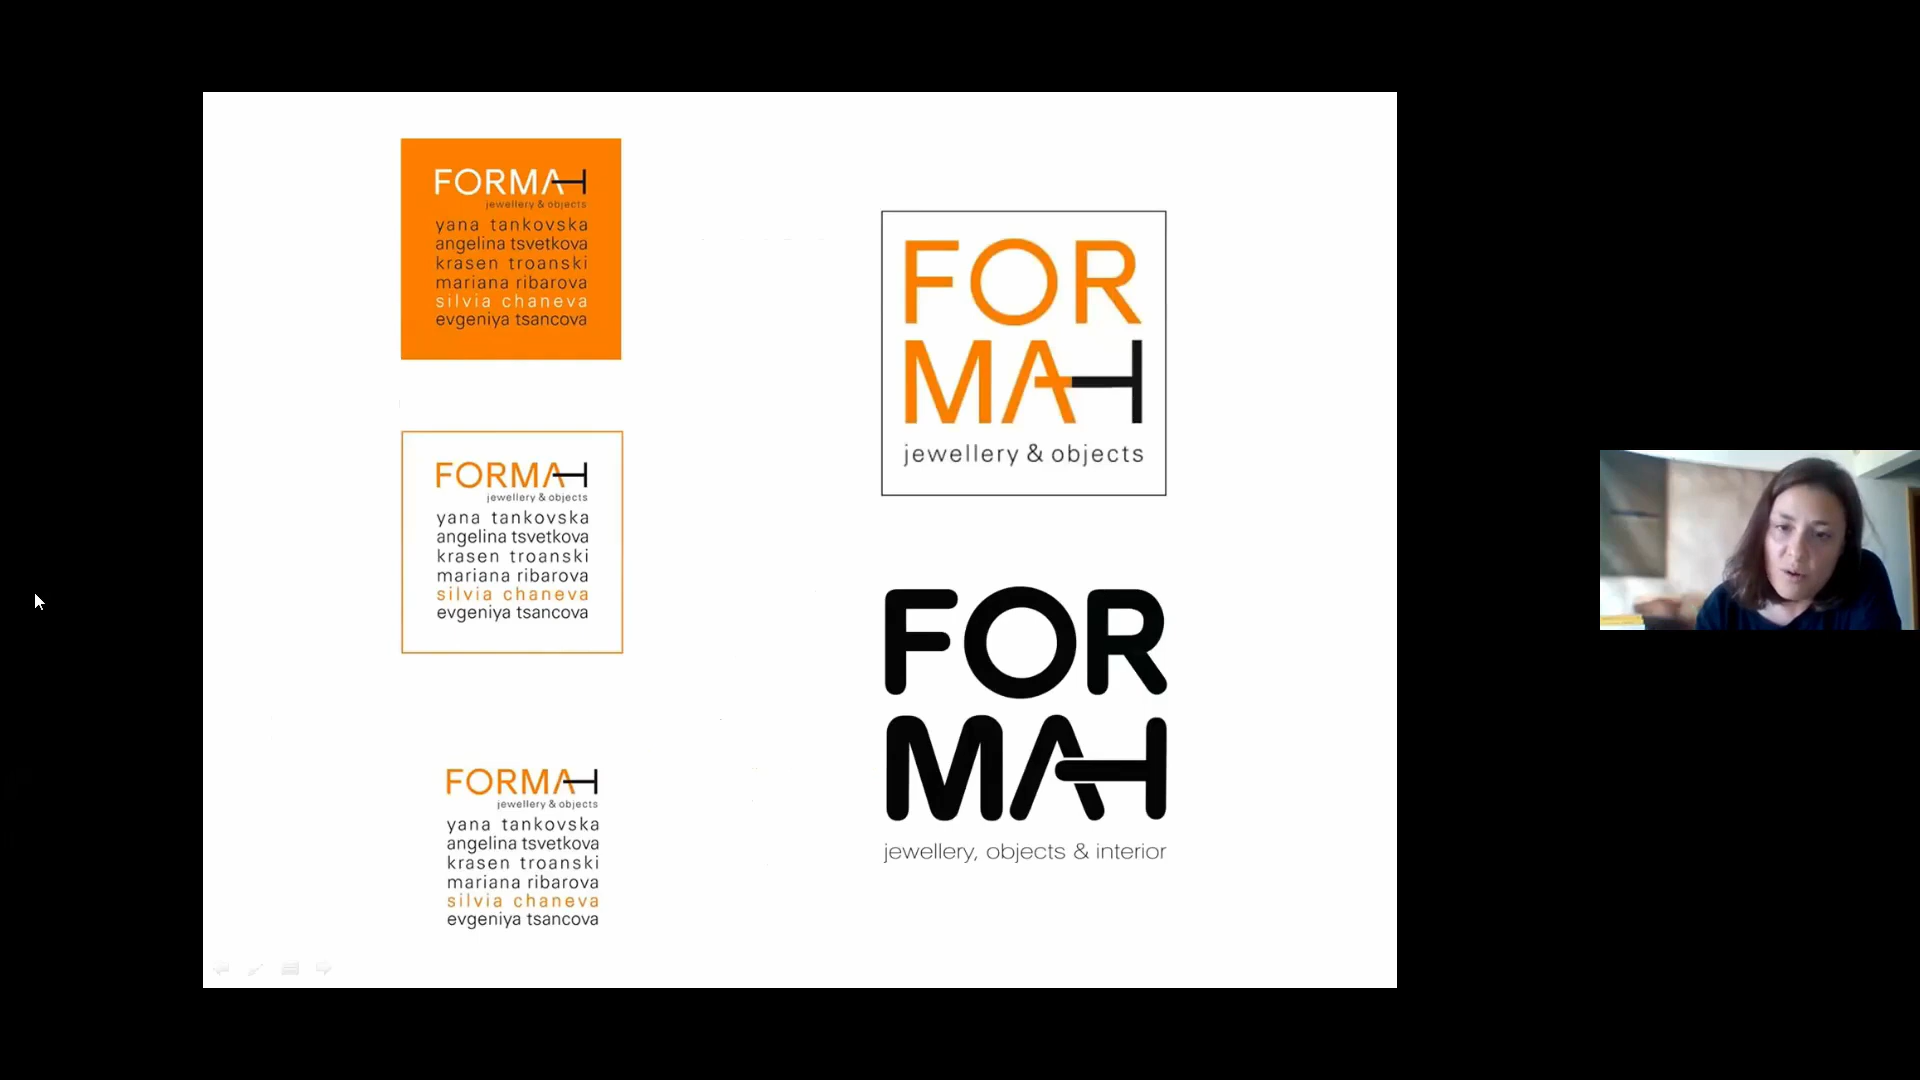 FORMAH
jewellery & objects
yana tankovska
angelina tsvetkova
krasen troanski
mariana ribarova
silvia chaneva
evgeniya tsancova
FORMAH
jewellery & objects
yana tankovska
angelina tsvetkova
krasen troanski
mariana ribarova
silvia chaneva
evgeniya tsancova
FORMAH
jewellery & objects
yana tankovska
angelina tsvetkova
krasen troanski
mariana ribarova
silvia chaneva
evgeniya tsancova
FOR
MAH
jewellery & objects
FOR
MAH
jewellery, objects & interior